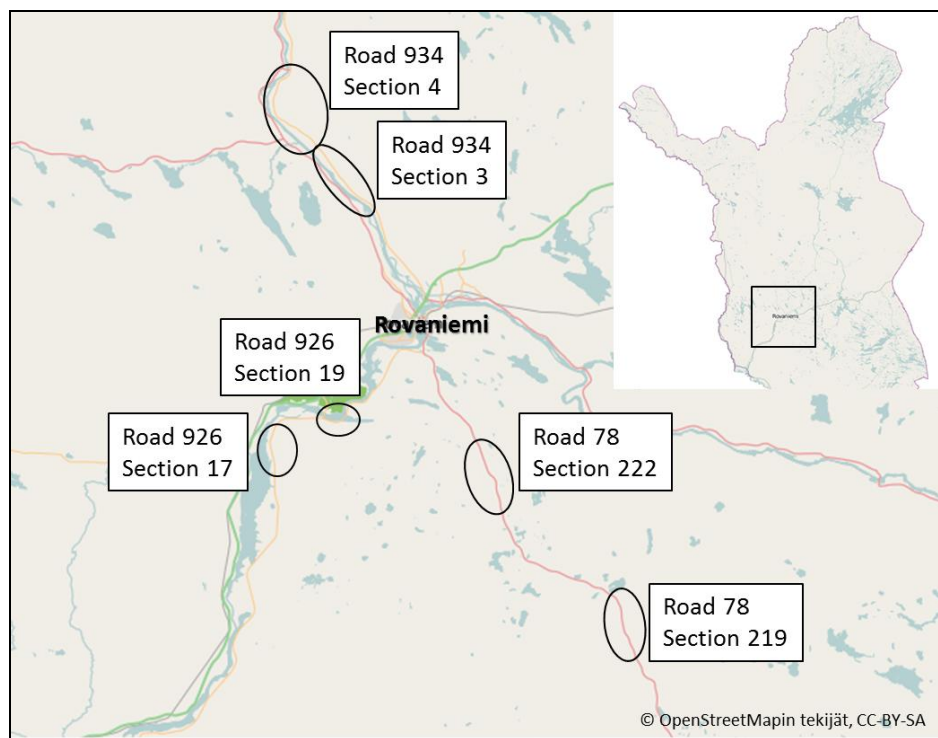 Road 934
Section 4
Road 934
Section 3
Rovaniemi
Rovaniemi
Road 926
Section 19
Road 926
Section 17
Road 78
Section 222
Road 78
Section 219
© OpenStreetMapin tekijät, CC-BY-SA